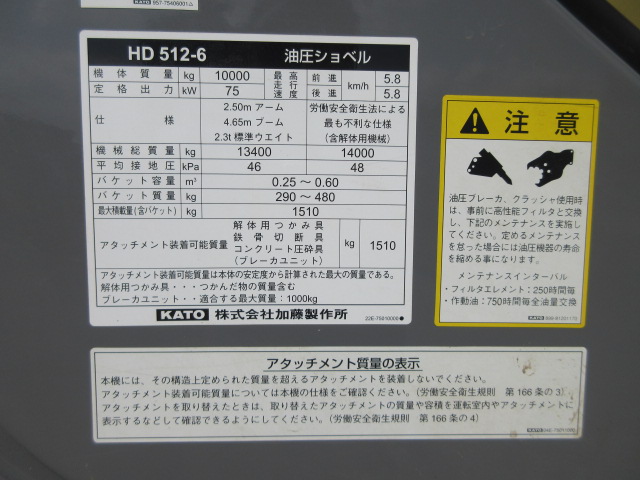 KATO 957-75406001
HD 512-6 油圧ショベル
機体質量 kg 10000 最高走行速度 前進 km/h 5.8
定格出力 kW 75 後進 5.8
仕様 2.50m アーム 労働安全衛生法による
4.65m ブーム 最も不利な仕様
2.3t 標準ウエイト (含解体用機械)
機械総質量 kg 13400 14000
平均接地圧 kPa 46 48
バケット容量 m³ 0.25 ~ 0.60
バケット質量 kg 290 ~ 480
最大積載量(含バケット) kg 1510
アタッチメント装着可能質量 解体用つかみ具 kg 1510
鉄骨切断具
コンクリート圧砕具
(ブレーカユニット)
アタッチメント装着可能質量は本体の安定度から計算された最大の質量である。
解体用つかみ具・・・つかんだ物の質量含む
ブレーカユニット・・適合する最大質量:1000kg
KATO 株式会社加藤製作所 22E-75010000
注意
油圧ブレーカ、クラッシャ使用時
は、事前に高性能フィルタと交換
し、下記のメンテナンスを実施
してください。定めるメンテナンス
を怠った場合には油圧機器の寿命
を縮める事になります。
メンテナンスインターバル
・フィルタエレメント:250時間毎
・作動油:750時間毎全油量交換
KATO
アタッチメント質量の表示
本機には、その構造上定められた質量を超えるアタッチメントを装着しないでください。
アタッチメント装着可能質量については本機の仕様をご確認ください。(労働安全衛生規則 第166条の3)
アタッチメントを取り替えたときは、取り替えたアタッチメントの質量や容積を運転室内やアタッチメントに
表示するなどして確認できるようにしてください。(労働安全衛生規則 第166条の4)
KATO